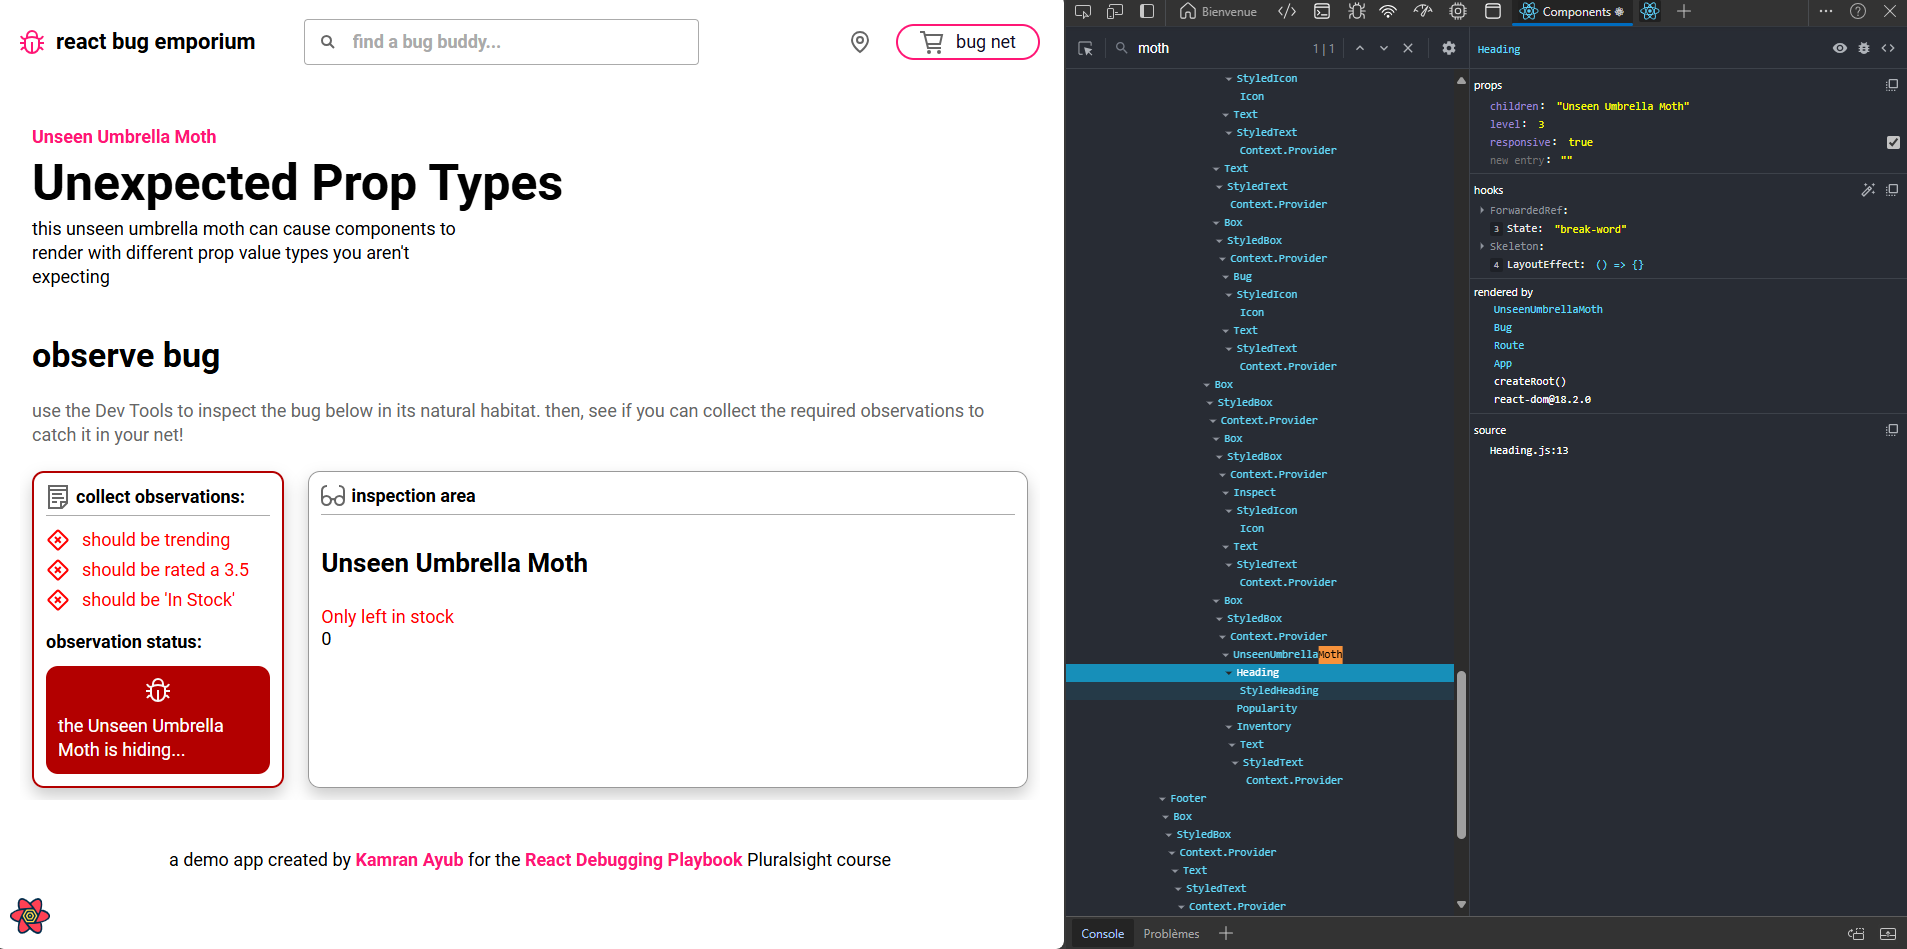 react bug emporium
find a bug buddy...
bug net
Unseen Umbrella Moth
Unexpected Prop Types
this unseen umbrella moth can cause components to
render with different prop value types you aren't
expecting
observe bug
use the Dev Tools to inspect the bug below in its natural habitat. then, see if you can collect the required observations to
catch it in your net!
collect observations:
should be trending
should be rated a 3.5
should be 'In Stock'
observation status:
the Unseen Umbrella
Moth is hiding...
inspection area
Unseen Umbrella Moth
Only left in stock
0
a demo app created by Kamran Ayub for the React Debugging Playbook Pluralsight course
Bienvenue
Components
moth
1 | 1
StyledIcon
Icon
Text
StyledText
Context.Provider
Text
StyledText
Context.Provider
Box
StyledBox
Context.Provider
Bug
StyledIcon
Icon
Text
StyledText
Context.Provider
Box
StyledBox
Context.Provider
Box
StyledBox
Context.Provider
Inspect
StyledIcon
Icon
Text
StyledText
Context.Provider
Box
StyledBox
Context.Provider
UnseenUmbrellaMoth
Heading
StyledHeading
Popularity
Inventory
Text
StyledText
Context.Provider
Footer
Box
StyledBox
Context.Provider
Text
StyledText
Context.Provider
Heading
props
children: "Unseen Umbrella Moth"
level: 3
responsive: true
new entry: ""
hooks
ForwardedRef:
3 State: "break-word"
Skeleton:
4 LayoutEffect: () => {}
rendered by
UnseenUmbrellaMoth
Bug
Route
App
createRoot()
react-dom@18.2.0
source
Heading.js:13
Console
Problèmes